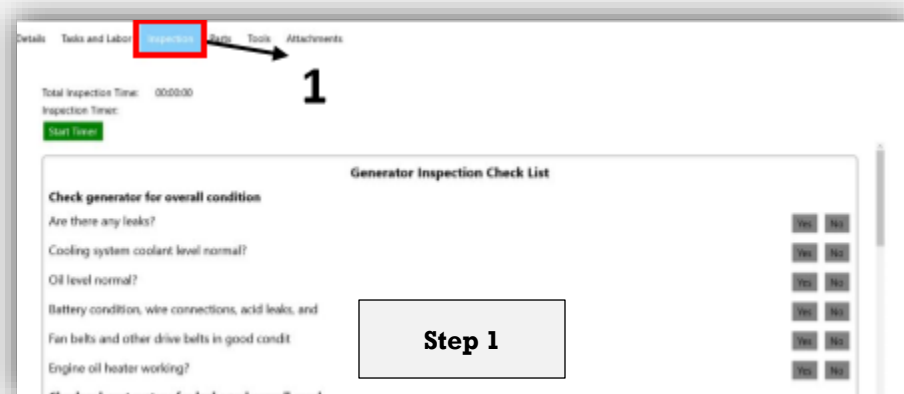 Details Tasks and Labor Inspection Parts Tools Attachments
1
Total Inspection Time: 00:00:00
Inspection Timer:
Start Timer
Generator Inspection Check List
Check generator for overall condition
Are there any leaks? Yes No
Cooling system coolant level normal? Yes No
Oil level normal? Yes No
Battery condition, wire connections, acid leaks, and Yes No
Fan belts and other drive belts in good condit Yes No
Step 1
Engine oil heater working? Yes No